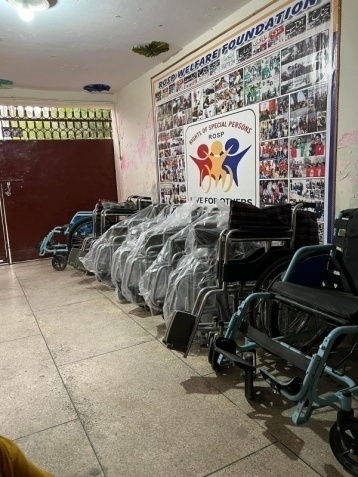 ROSP WELFARE FOUNDATION
RIGHTS OF SPECIAL PERSONS
ROSP
LIVE FOR OTHERS